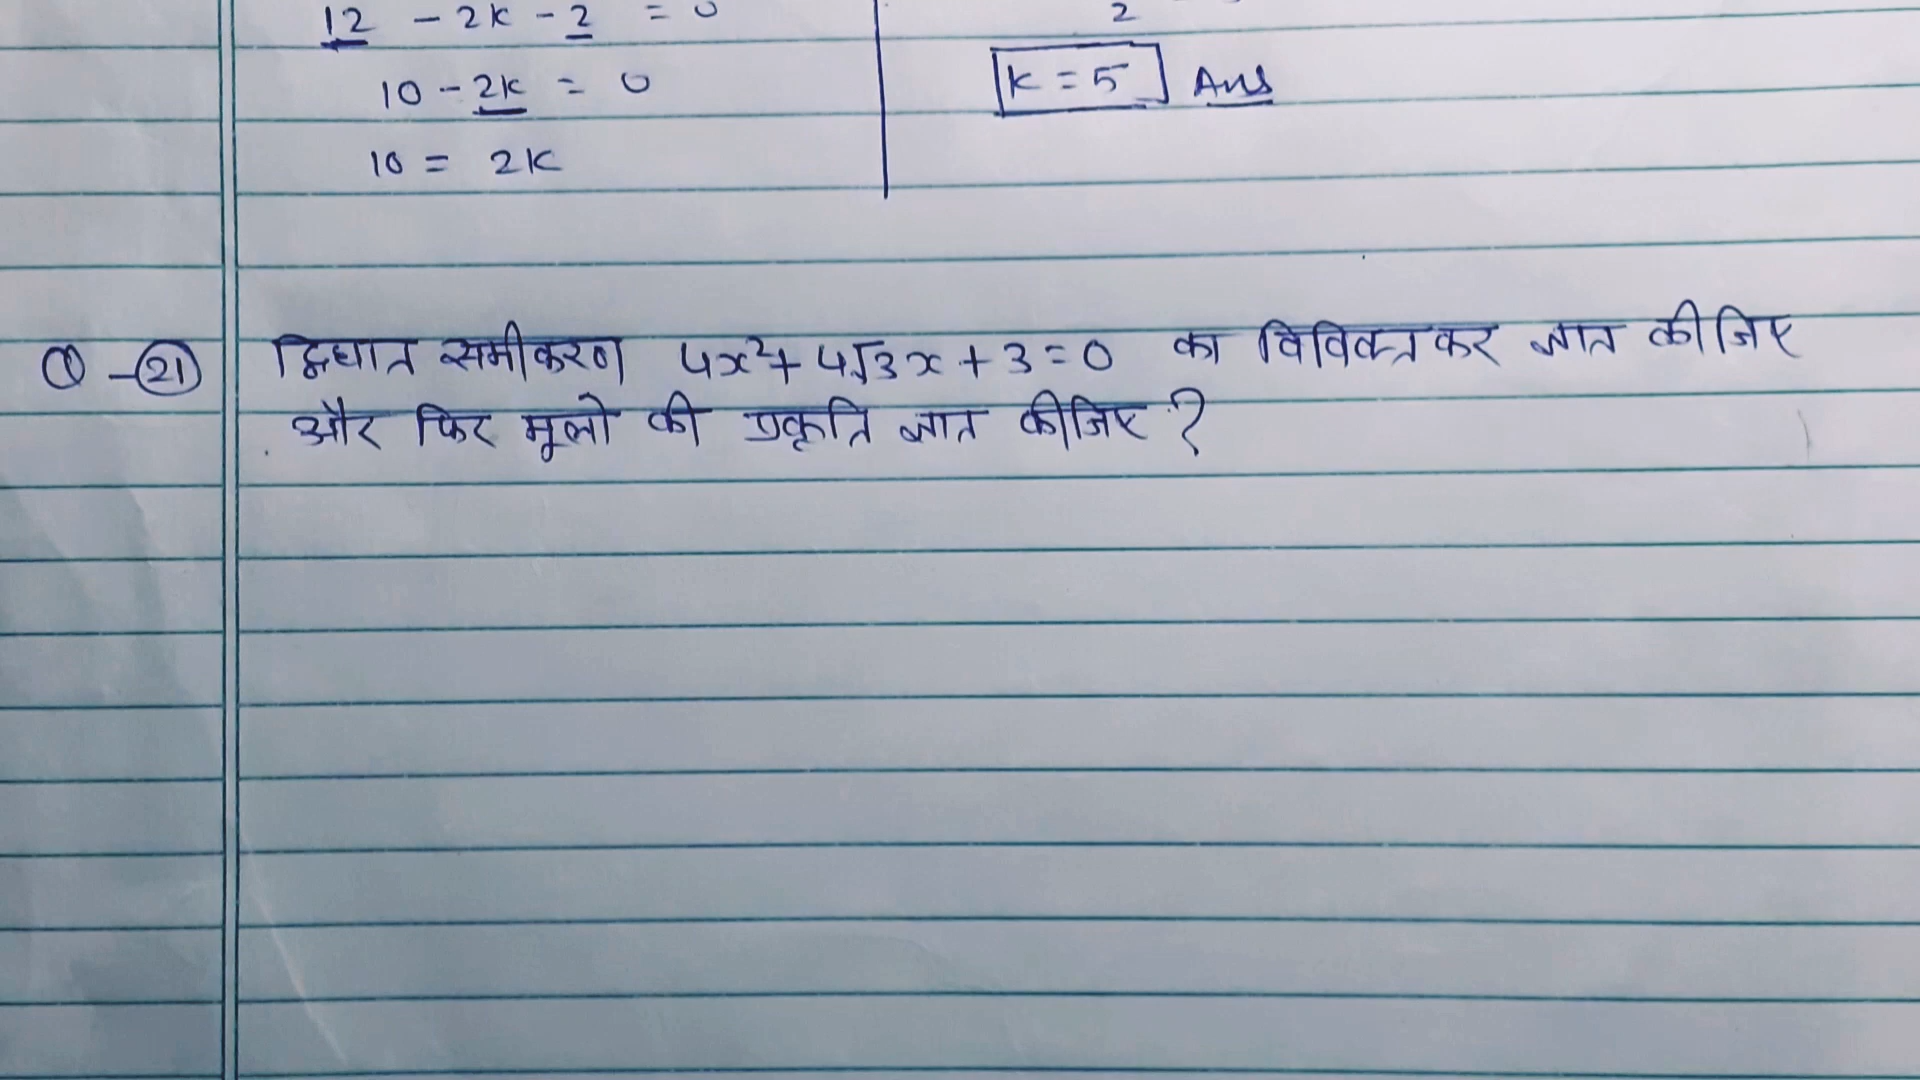 12 - 2k - 2 = 0
10 - 2k = 0
10 = 2k
2
k = 5 Ans
Q - 21 द्विघात समीकरण 4x²+ 4√3x + 3 = 0 का विविक्तकर ज्ञात कीजिए
और फिर मूलो की प्रकृति ज्ञात कीजिए ?